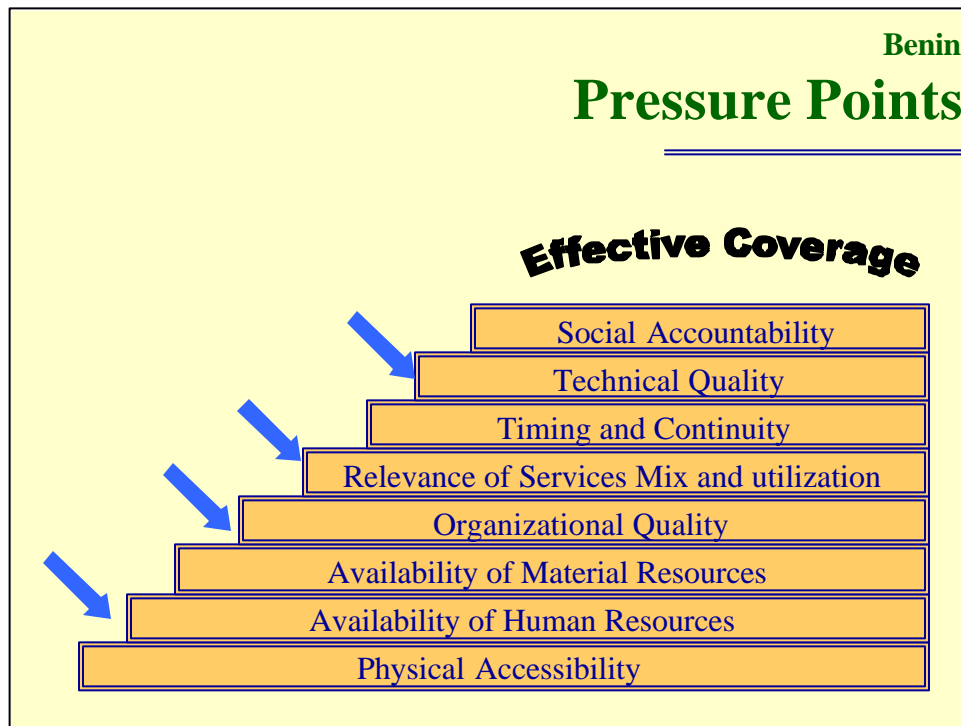 Benin
Pressure Points
Effective Coverage
Social Accountability
Technical Quality
Timing and Continuity
Relevance of Services Mix and utilization
Organizational Quality
Availability of Material Resources
Availability of Human Resources
Physical Accessibility